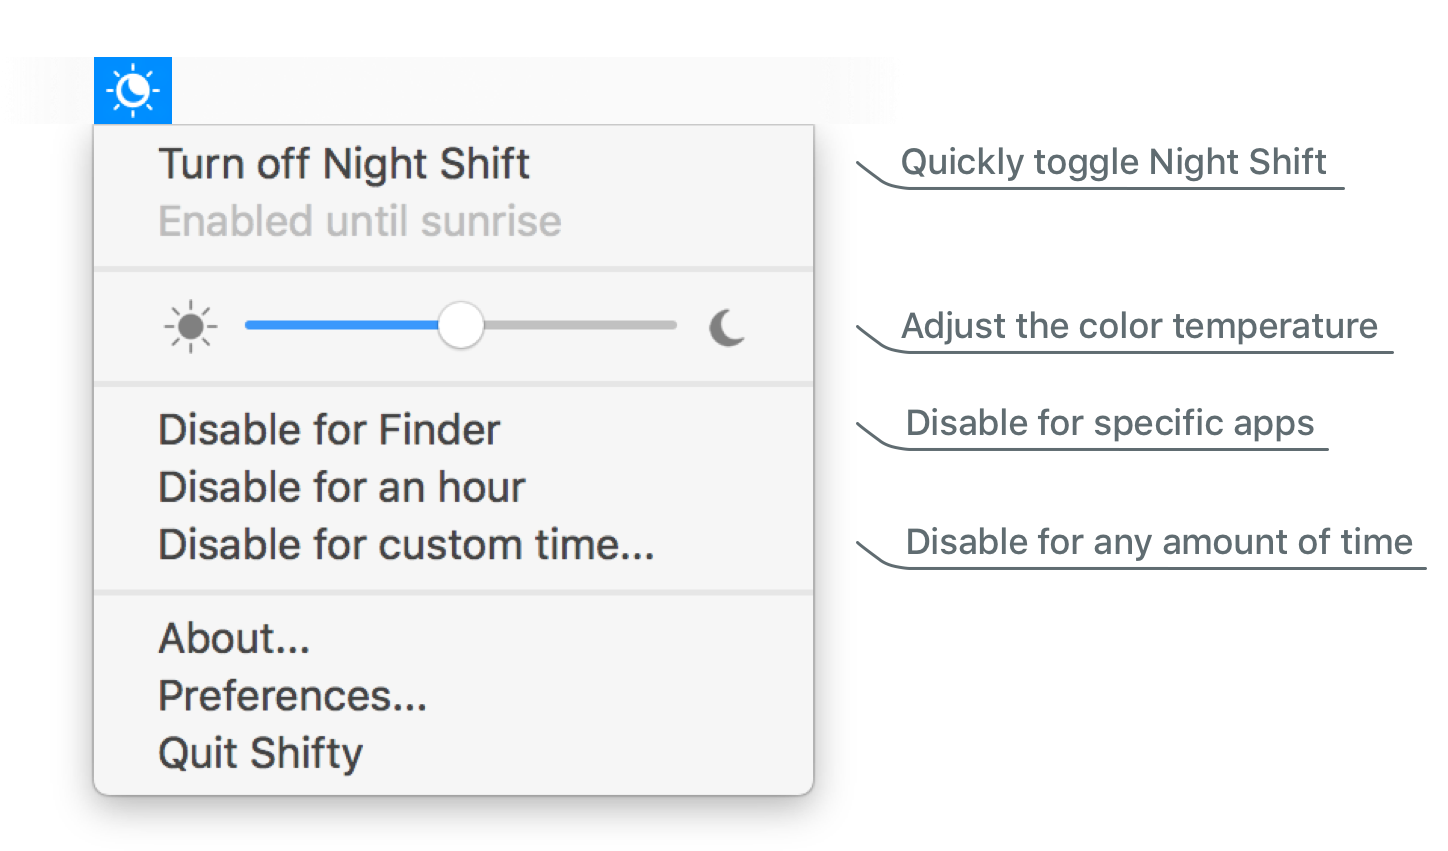 Turn off Night Shift
Quickly toggle Night Shift
Enabled until sunrise
Adjust the color temperature
Disable for Finder
Disable for specific apps
Disable for an hour
Disable for custom time...
Disable for any amount of time
About...
Preferences...
Quit Shifty